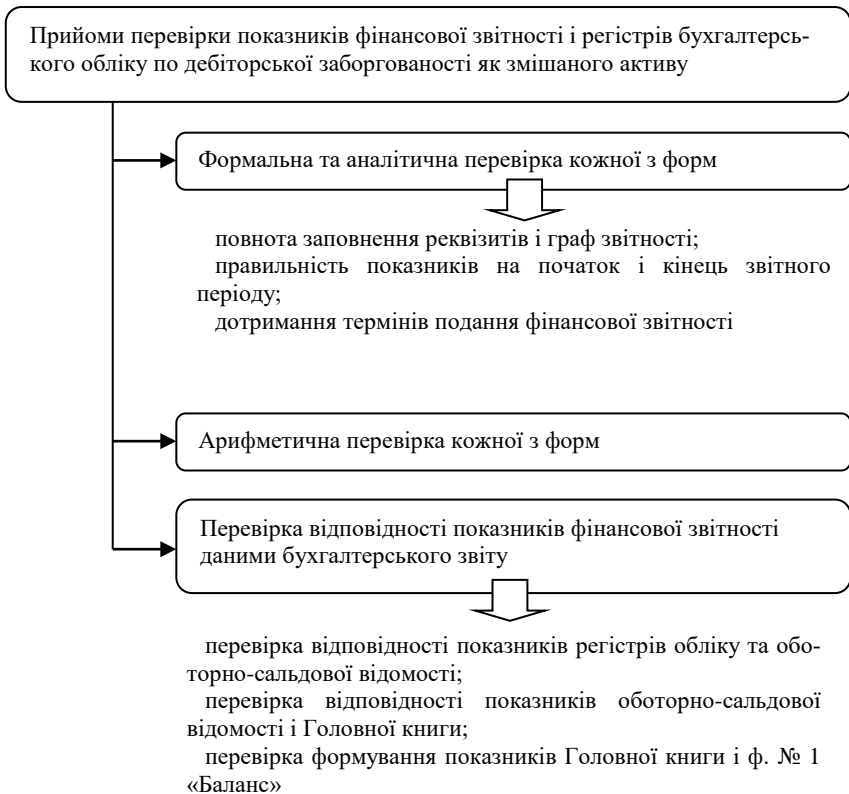 Прийоми перевірки показників фінансової звітності і регістрів бухгалтерсь-
кого обліку по дебіторської заборгованості як змішаного активу
Формальна та аналітична перевірка кожної з форм
повнота заповнення реквізитів і граф звітності;
правильність показників на початок і кінець звітного
періоду;
дотримання термінів подання фінансової звітності
Арифметична перевірка кожної з форм
Перевірка відповідності показників фінансової звітності
даними бухгалтерського звіту
перевірка відповідності показників регістрів обліку та обо-
торно-сальдової відомості;
перевірка відповідності показників оборотно-сальдової
відомості і Головної книги;
перевірка формування показників Головної книги і ф. № 1
«Баланс»